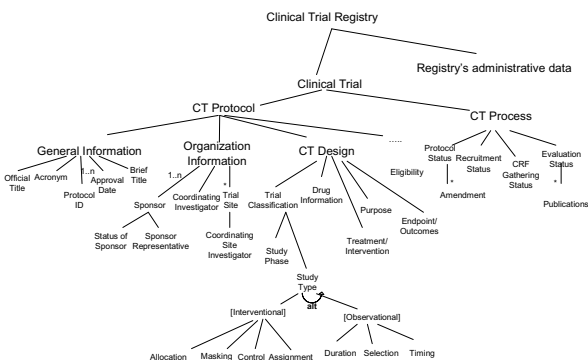 Clinical Trial Registry
Registry's administrative data
Clinical Trial
CT Protocol
CT Process
General Information
Organization
Information
CT Design
.....
Protocol
Status
Recruitment
Status
CRF
Gathering
Status
Evaluation
Status
Official
Title
Acronym
1..n
Protocol
ID
Approval
Date
Brief
Title
1..n
Sponsor
Coordinating
Investigator
*
Trial
Site
Trial
Classification
Drug
Information
Purpose
Eligibility
*
Amendment
*
Publications
Status of
Sponsor
Sponsor
Representative
Coordinating
Site
Investigator
Study
Phase
Treatment/
Intervention
Endpoint/
Outcomes
Study
Type
alt
[Interventional]
[Observational]
Allocation
Masking
Control
Assignment
Duration
Selection
Timing